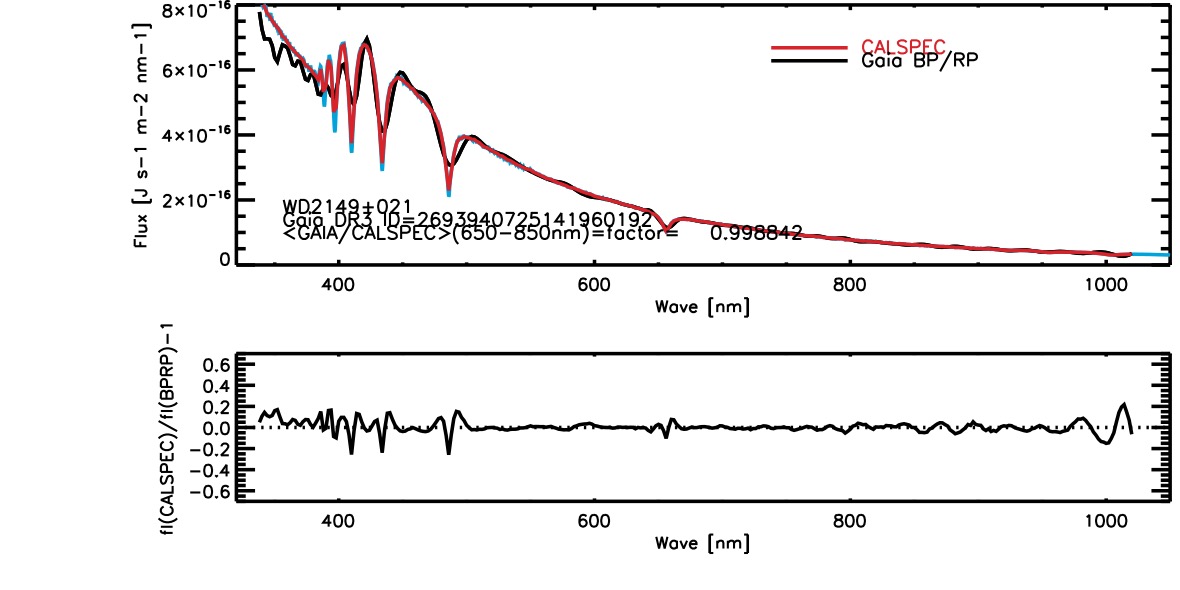 8×10⁻¹⁶
6×10⁻¹⁶
4×10⁻¹⁶
2×10⁻¹⁶
0
Flux [J s−1 m−2 nm−1]
CALSPEC
Gaia BP/RP
WD2149+021
Gaia DR3 ID=2693940725141960192
<GAIA/CALSPEC>(650−850nm)=factor= 0.998842
400 600 800 1000
Wave [nm]
fl(CALSPEC)/fl(BPRP)−1
0.6
0.4
0.2
0.0
−0.2
−0.4
−0.6
400 600 800 1000
Wave [nm]